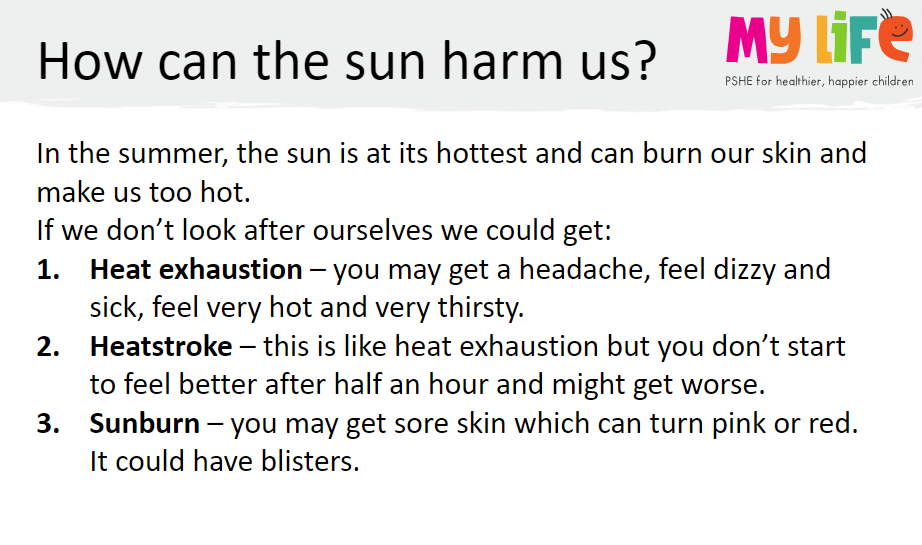 How can the sun harm us?
My Life
PSHE for healthier, happier children
In the summer, the sun is at its hottest and can burn our skin and
make us too hot.
If we don’t look after ourselves we could get:
1. Heat exhaustion – you may get a headache, feel dizzy and
sick, feel very hot and very thirsty.
2. Heatstroke – this is like heat exhaustion but you don’t start
to feel better after half an hour and might get worse.
3. Sunburn – you may get sore skin which can turn pink or red.
It could have blisters.